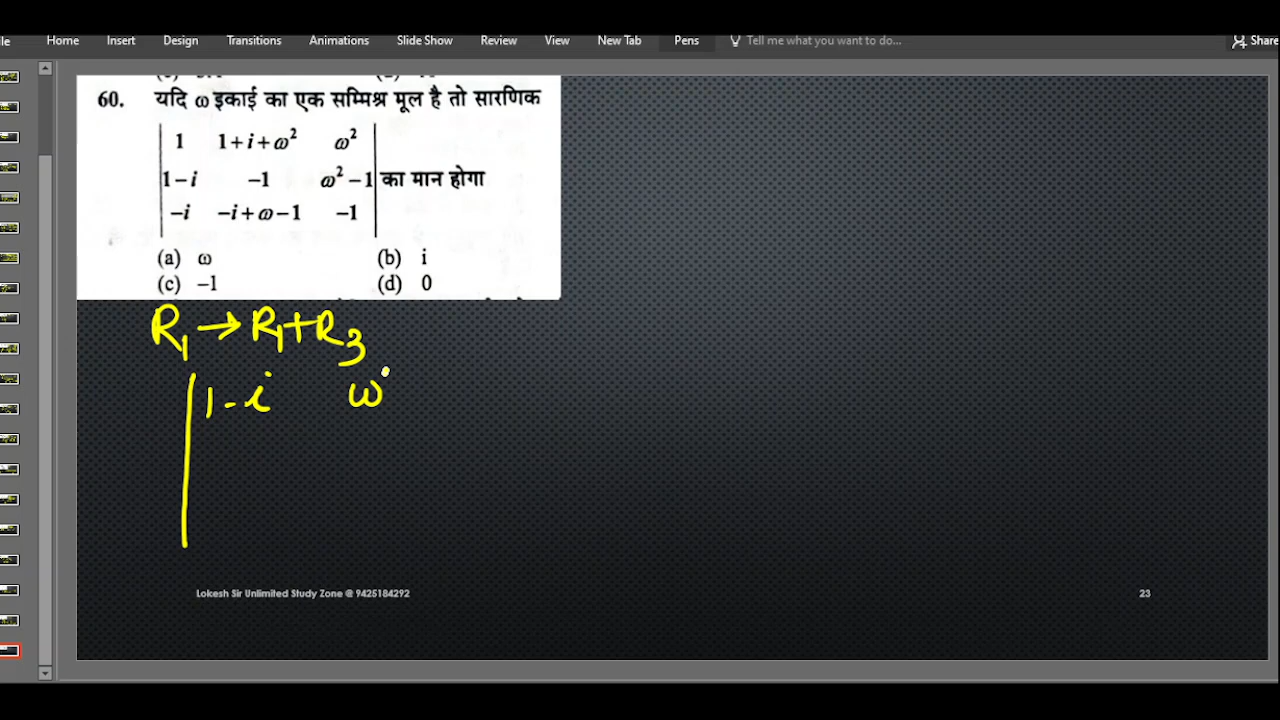 le Home Insert Design Transitions Animations Slide Show Review View New Tab Pens Tell me what you want to do... Share
60. यदि ω इकाई का एक सम्मिश्र मूल है तो सारणिक
1 1+i+ω² ω²
1−i −1 ω²−1 का मान होगा
−i −i+ω−1 −1
(a) ω (b) i
(c) −1 (d) 0
R₁→R₁+R₃
1-i ω
Lokesh Sir Unlimited Study Zone @ 9425184292 23